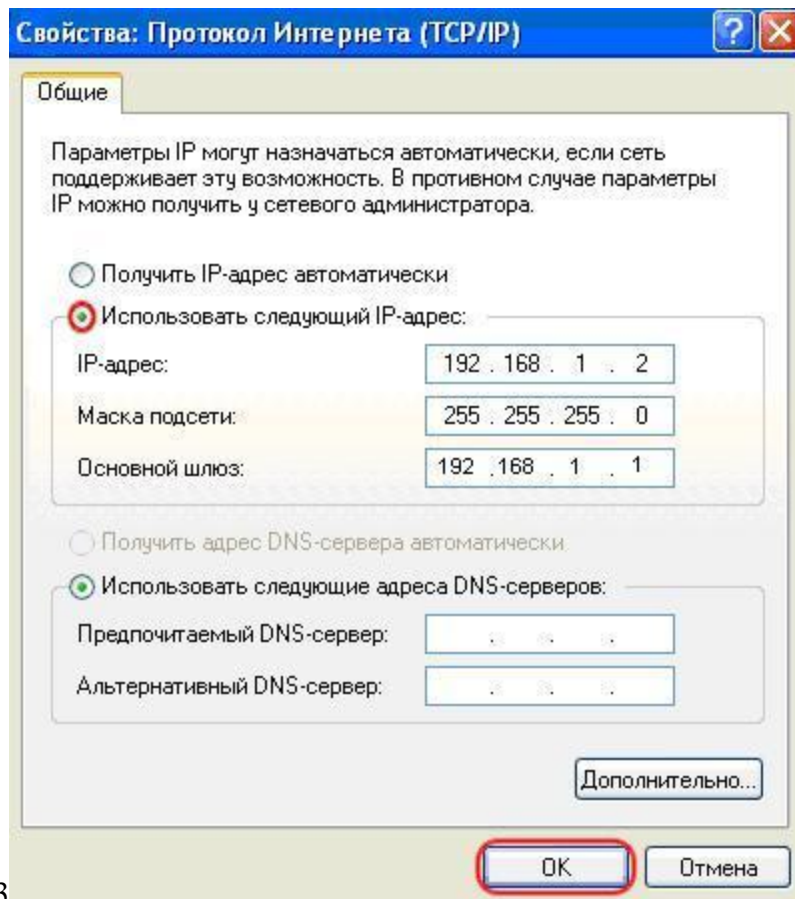 Свойства: Протокол Интернета (TCP/IP)
Общие
Параметры IP могут назначаться автоматически, если сеть
поддерживает эту возможность. В противном случае параметры
IP можно получить у сетевого администратора.
Получить IP-адрес автоматически
Использовать следующий IP-адрес:
IP-адрес: 192 . 168 . 1 . 2
Маска подсети: 255 . 255 . 255 . 0
Основной шлюз: 192 .168 . 1 . 1
Получить адрес DNS-сервера автоматически
Использовать следующие адреса DNS-серверов:
Предпочитаемый DNS-сервер: . . .
Альтернативный DNS-сервер: . . .
Дополнительно...
OK Отмена